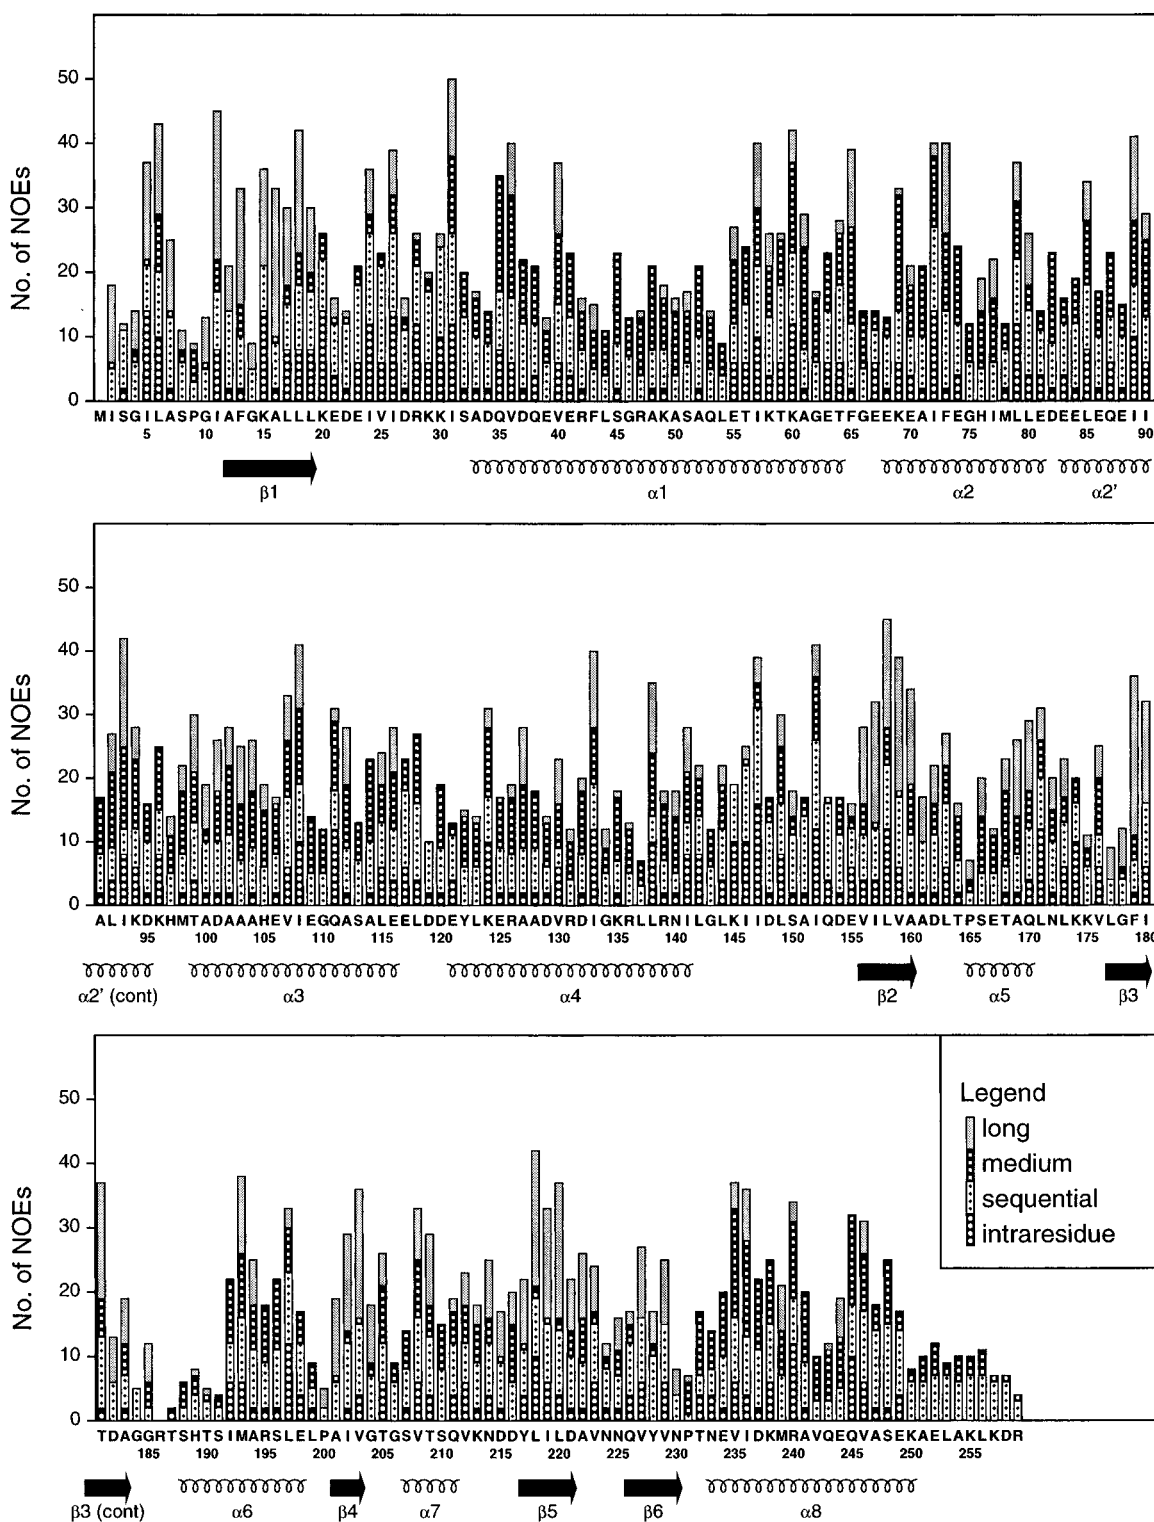 50
40
30
20
10
0
No. of NOEs
MISGILASPGIAFGKALLLKEDEIVIDRKKISADQVDQEVERFLSGRAKASAQLETIKTKAGETFGEEKEAIFEGHIMLLEDEELEQEII
5 10 15 20 25 30 35 40 45 50 55 60 65 70 75 80 85 90
β1 α1 α2 α2'
50
40
30
20
10
0
No. of NOEs
ALIKDKHMTADAAAHEVIEGQASALEELDDEYLKERAADVRDIGKRLLRNILGLKIIDLSAIQDEVILVAADLTPSETAQLNLKKVLGFI
95 100 105 110 115 120 125 130 135 140 145 150 155 160 165 170 175 180
α2' (cont) α3 α4 β2 α5 β3
50
40
30
20
10
0
No. of NOEs
Legend
long
medium
sequential
intraresidue
TDAGGRTSHTSIMARSLELPAIVGTGSVTSQVKNDDYLILDAVNNQVYVNPTNEVIDKMRAVQEQVASEKAELAKLKDR
185 190 195 200 205 210 215 220 225 230 235 240 245 250 255
β3 (cont) α6 β4 α7 β5 β6 α8